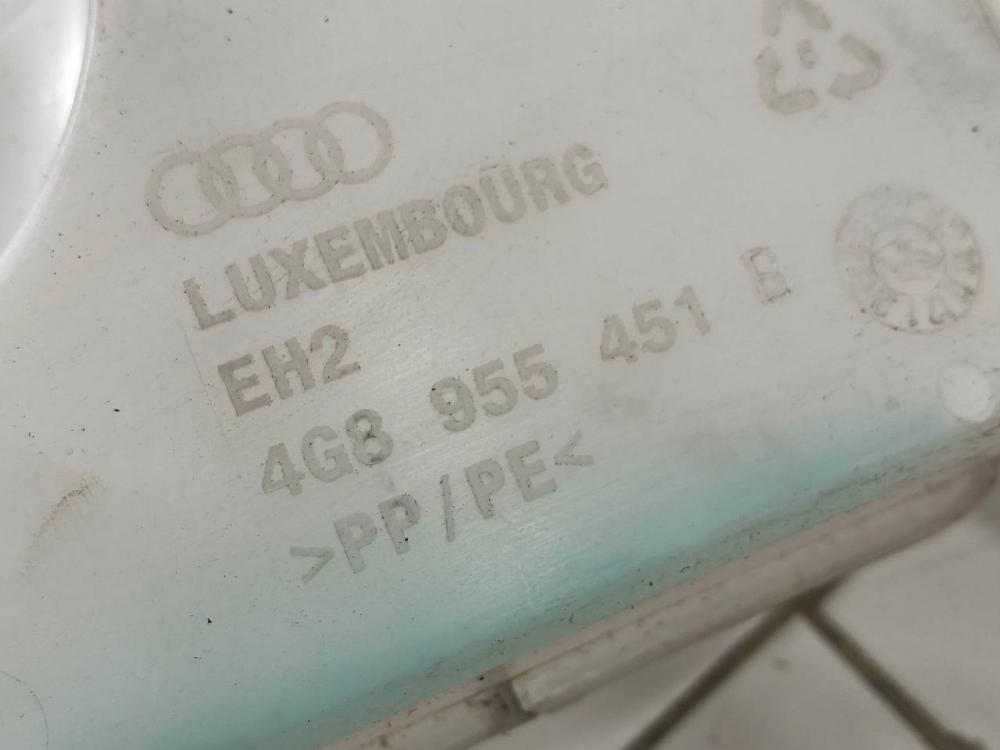 LUXEMBOURG
EH2
4G8 955 451 B
>PP/PE<